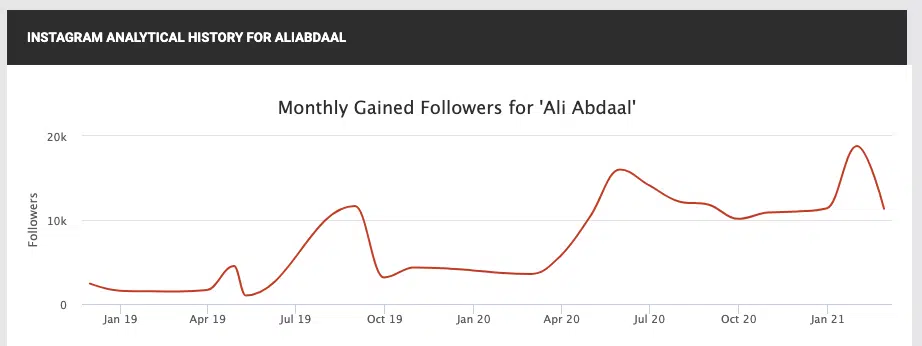 INSTAGRAM ANALYTICAL HISTORY FOR ALIABDAAL
Monthly Gained Followers for 'Ali Abdaal'
20k
10k
0
Followers
Jan 19 Apr 19 Jul 19 Oct 19 Jan 20 Apr 20 Jul 20 Oct 20 Jan 21